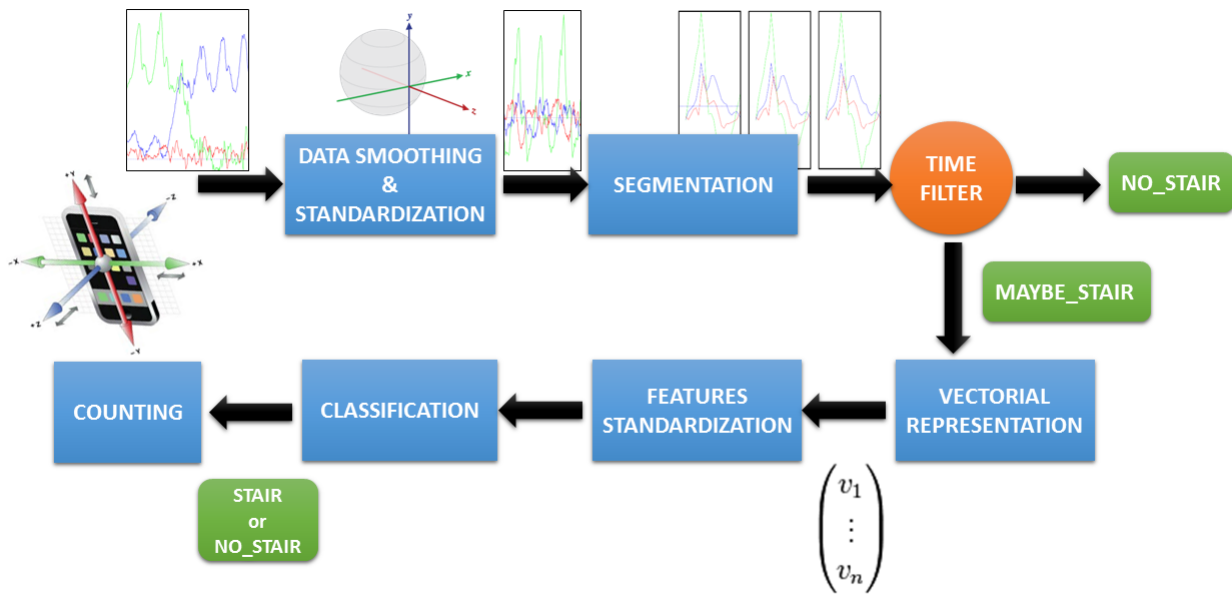 y
x
z
DATA SMOOTHING
&
STANDARDIZATION
SEGMENTATION
TIME
FILTER
NO_STAIR
+Y
-Z
-X
+X
+Z
-Y
MAYBE_STAIR
COUNTING
CLASSIFICATION
FEATURES
STANDARDIZATION
VECTORIAL
REPRESENTATION
STAIR
or
NO_STAIR
v₁
⋮
vₙ